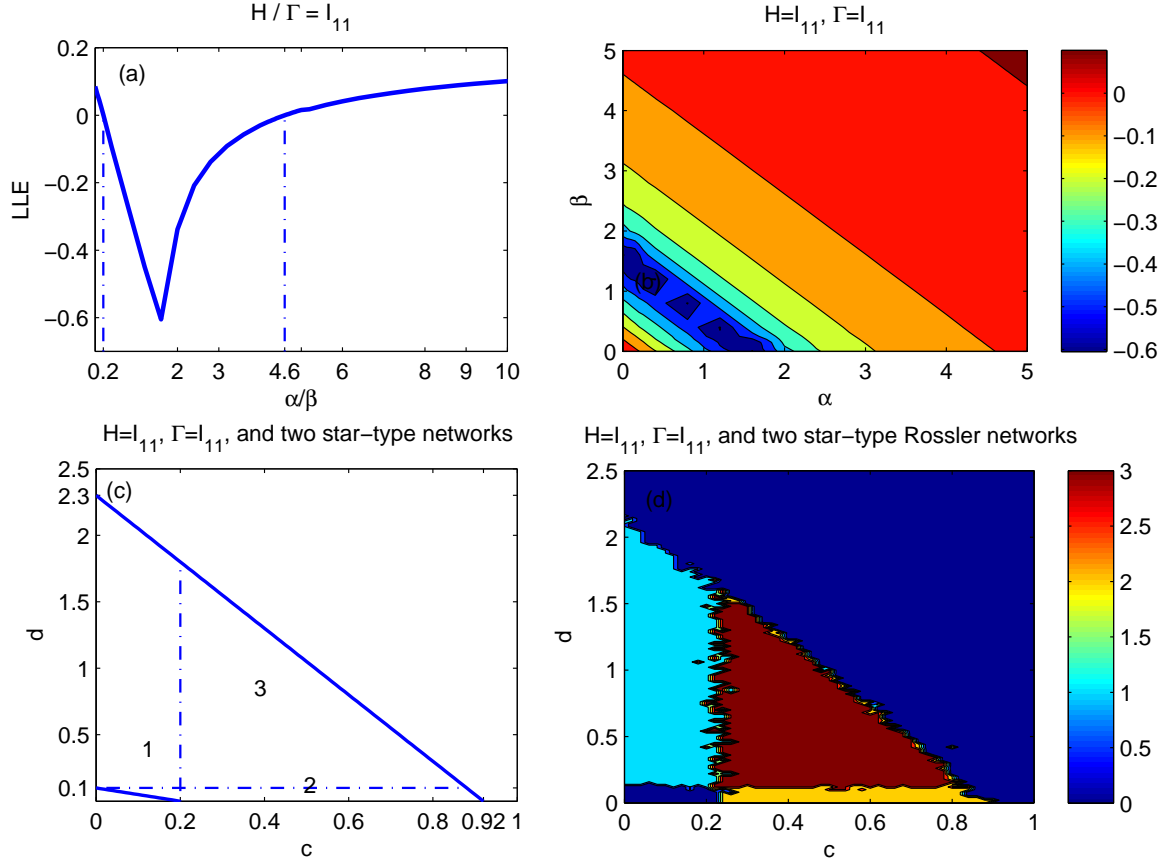 H / Γ = I₁₁
(a)
LLE
0.2
0
−0.2
−0.4
−0.6
0.2 2 4.6 6 8 10
α/β
H=I₁₁, Γ=I₁₁
(b)
β
5
4
3
2
1
0
0 1 2 3 4 5
α
0
−0.1
−0.2
−0.3
−0.4
−0.5
−0.6
H=I₁₁, Γ=I₁₁, and two star−type networks
(c)
d
2.5
2.3
2
1.5
1
0.5
0.1
1
2
3
0 0.2 0.4 0.6 0.8 0.92 1
c
H=I₁₁, Γ=I₁₁, and two star−type Rossler networks
(d)
d
2.5
2
1.5
1
0.5
0
0 0.2 0.4 0.6 0.8 1
c
3
2.5
2
1.5
1
0.5
0